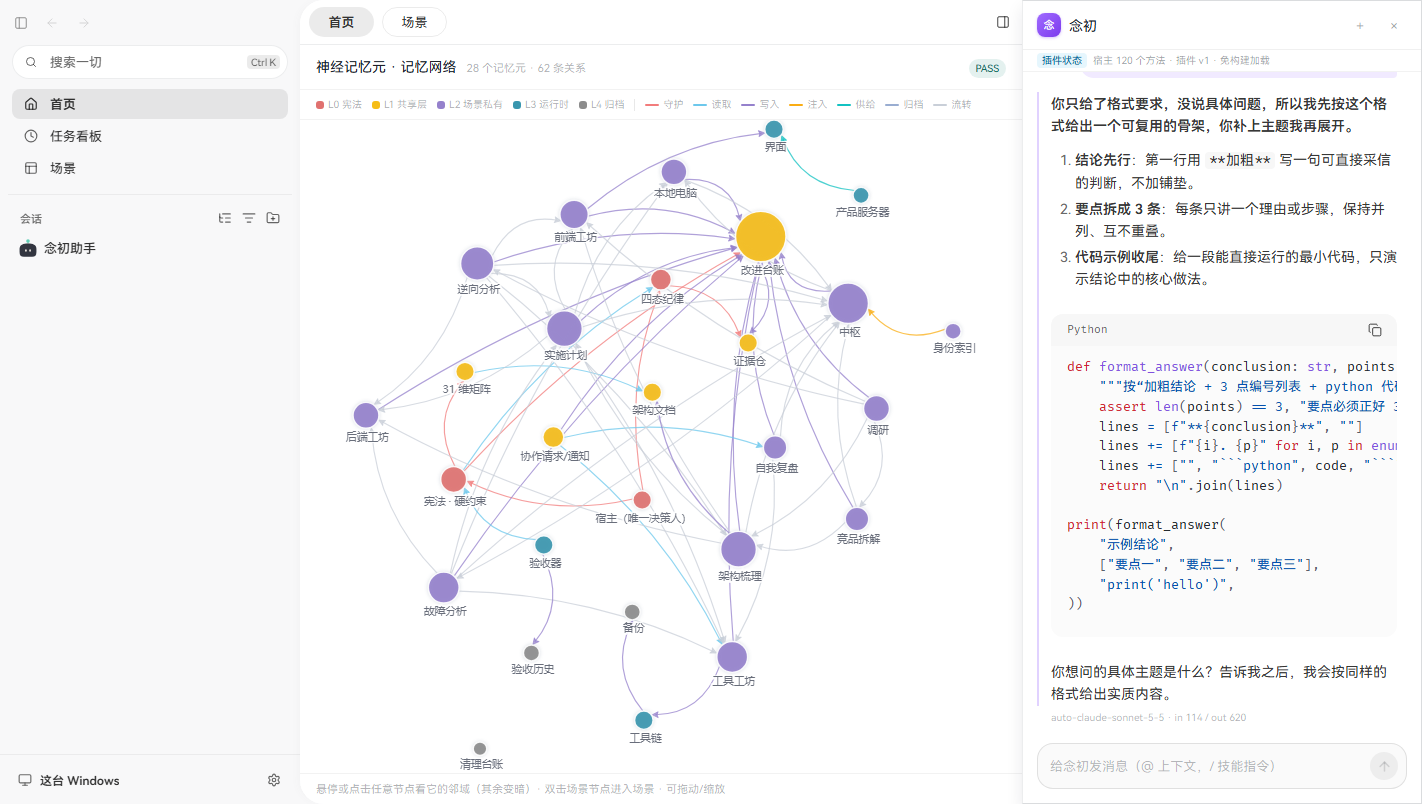 搜索一切
Ctrl K
首页
任务看板
场景
会话
念初助手
这台 Windows
首页
场景
神经记忆元 · 记忆网络
28 个记忆元 · 62 条关系
PASS
L0 宪法
L1 共享层
L2 场景私有
L3 运行时
L4 归档
守护
读取
写入
注入
供给
归档
流转
界面
本地电脑
产品服务器
前端工坊
改进台账
逆向分析
四态纪律
中枢
实施计划
身份索引
证据仓
31 维矩阵
架构文档
后端工坊
调研
协作请求/通知
自我复盘
宪法 · 硬约束
宿主（唯一决策人）
竞品拆解
验收器
架构梳理
故障分析
备份
验收历史
工具工坊
工具链
清理台账
悬停或点击任意节点看它的邻域（其余变暗）· 双击场景节点进入场景 · 可拖动/缩放
念
念初
插件状态
宿主 120 个方法 · 插件 v1 · 免构建加载
你只给了格式要求，没说具体问题，所以我先按这个格
式给出一个可复用的骨架，你补上主题我再展开。
1. 结论先行：第一行用 **加粗** 写一句可直接采信
的判断，不加铺垫。
2. 要点拆成 3 条：每条只讲一个理由或步骤，保持并
列、互不重叠。
3. 代码示例收尾：给一段能直接运行的最小代码，只演
示结论中的核心做法。
Python
def format_answer(conclusion: str, points
"""按“加粗结论 + 3 点编号列表 + python 代
assert len(points) == 3, "要点必须正好 3
lines = [f"**{conclusion}**", ""]
lines += [f"{i}. {p}" for i, p in enum
lines += ["", "```python", code, "```
return "\n".join(lines)
print(format_answer(
"示例结论",
["要点一", "要点二", "要点三"],
"print('hello')",
))
你想问的具体主题是什么？告诉我之后，我会按同样的
格式给出实质内容。
auto-claude-sonnet-5-5 · in 114 / out 620
给念初发消息（@ 上下文，/ 技能指令）